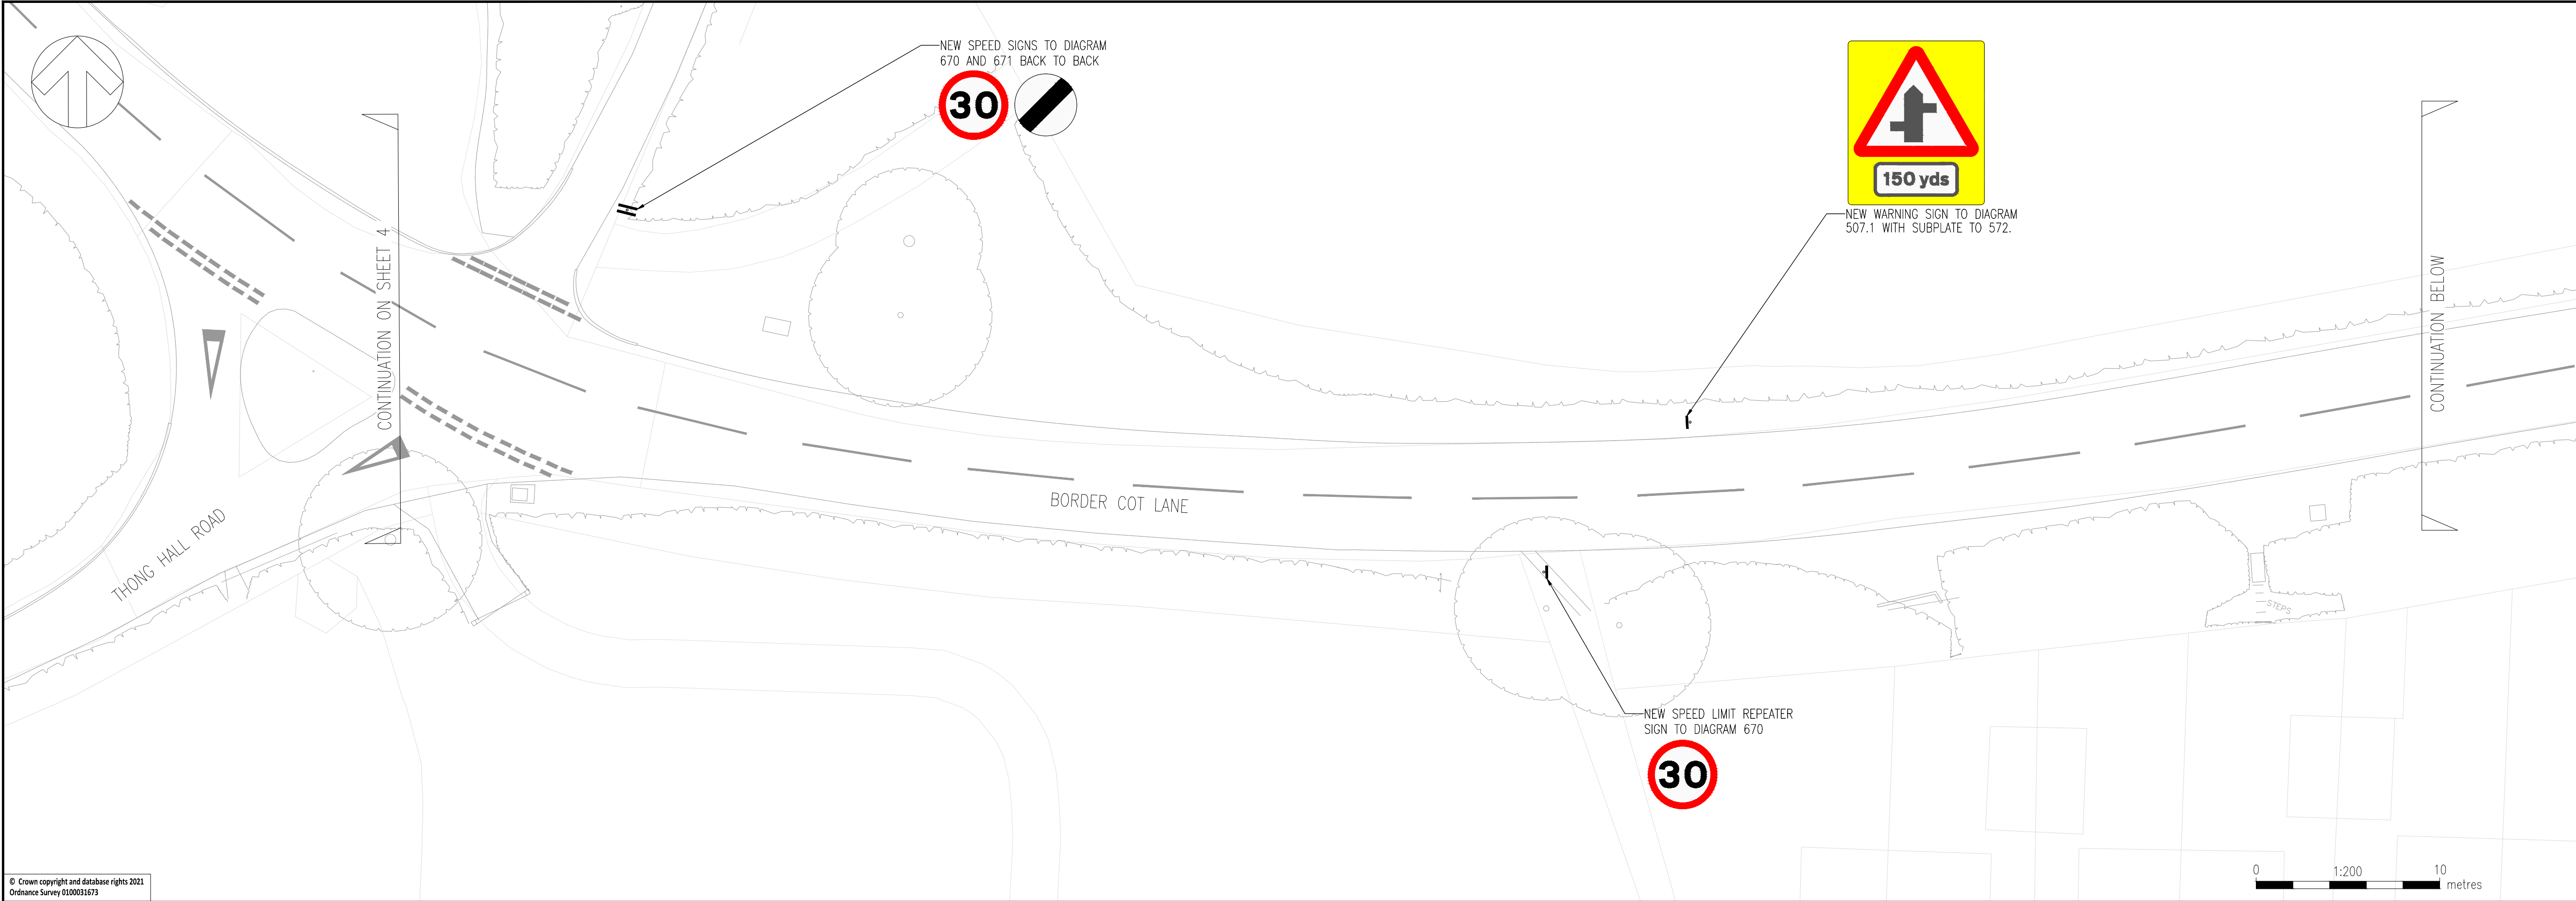 NEW SPEED SIGNS TO DIAGRAM
670 AND 671 BACK TO BACK
30
150 yds
NEW WARNING SIGN TO DIAGRAM
507.1 WITH SUBPLATE TO 572.
CONTINUATION ON SHEET 4
CONTINUATION BELOW
BORDER COT LANE
THONG HALL ROAD
STEPS
NEW SPEED LIMIT REPEATER
SIGN TO DIAGRAM 670
30
0 1:200 10
metres
© Crown copyright and database rights 2021
Ordnance Survey 0100031673